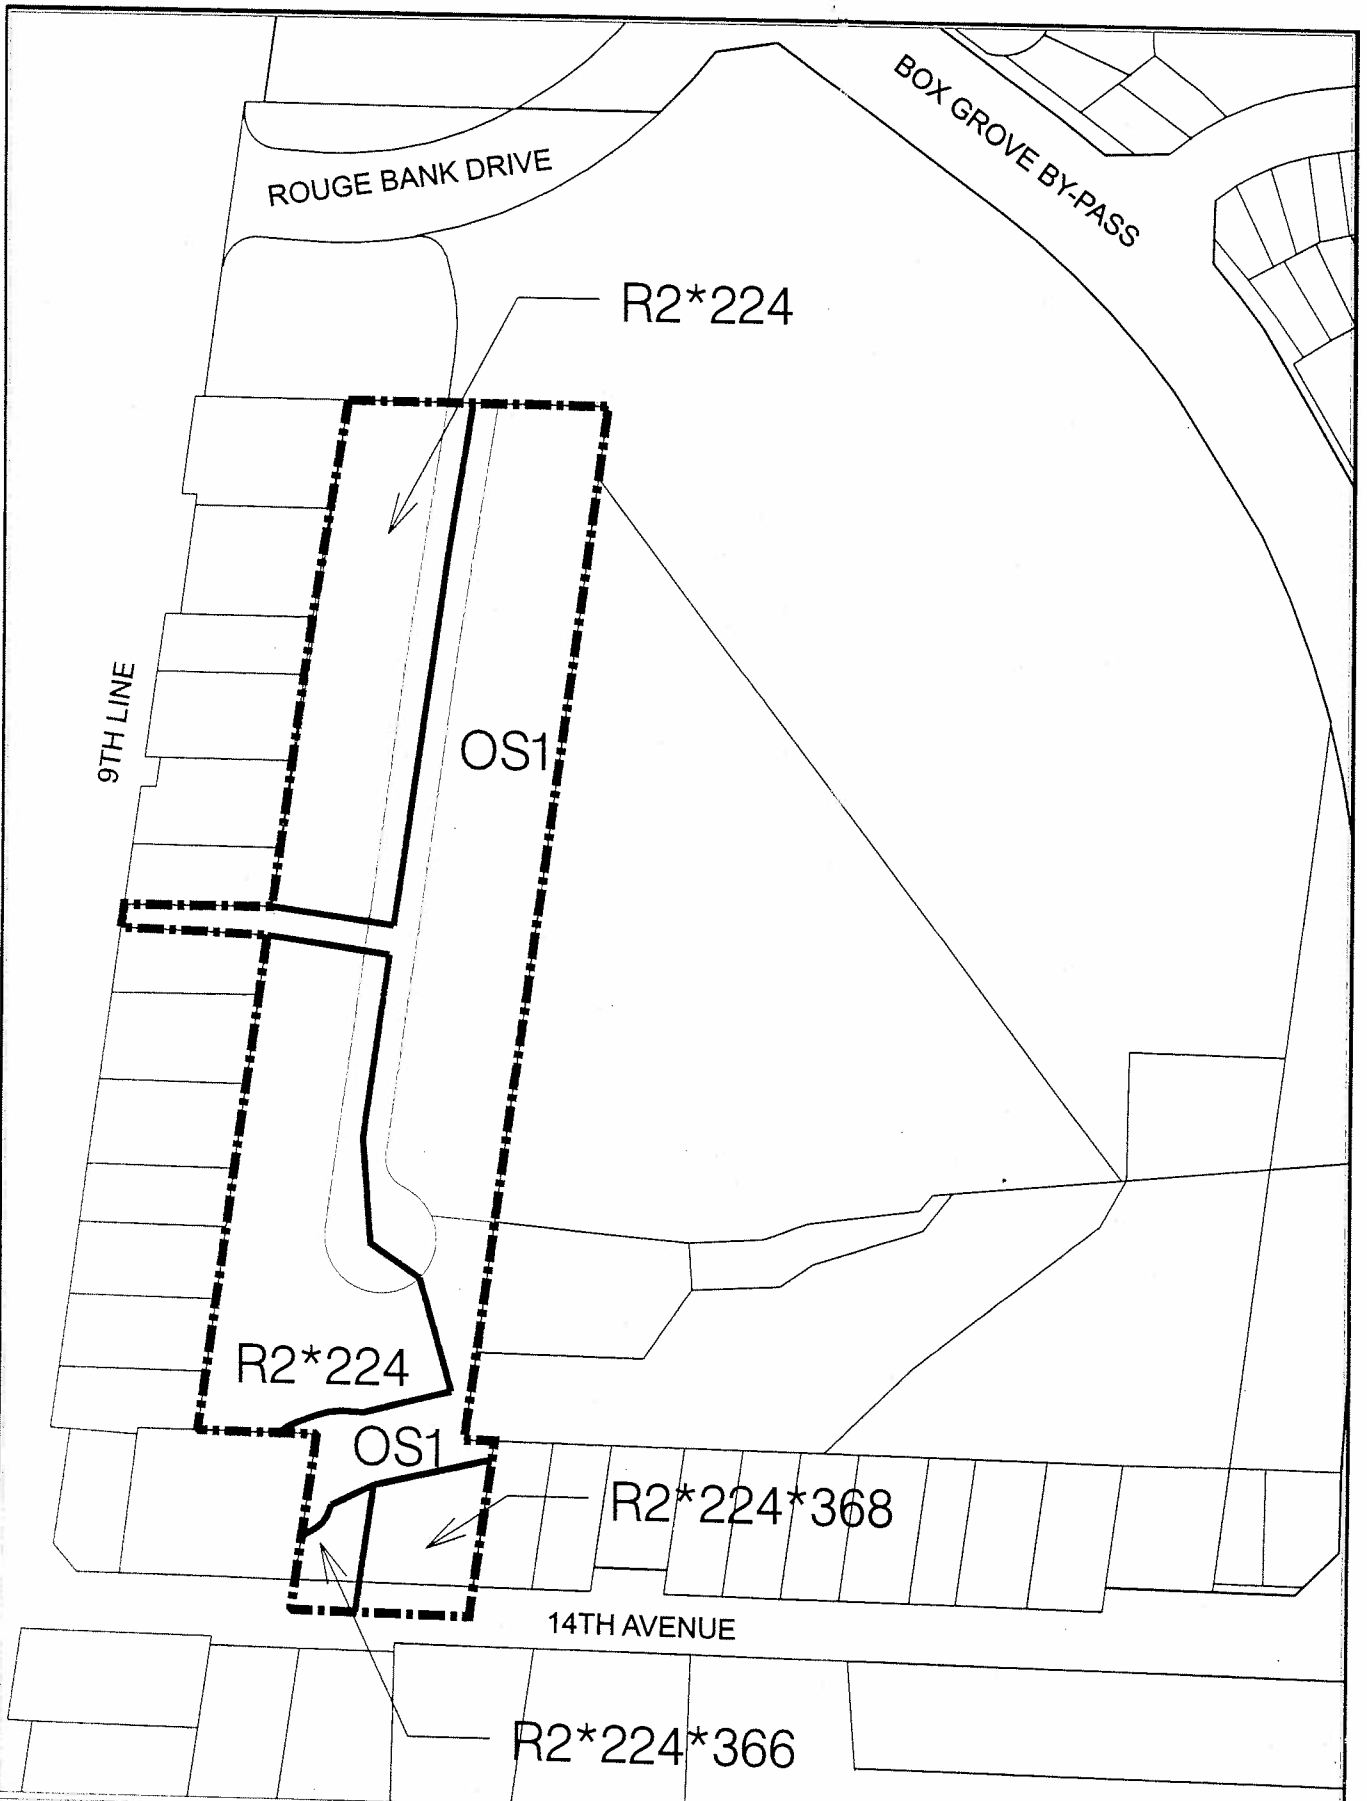 BOX GROVE BY-PASS
ROUGE BANK DRIVE
R2*224
9TH LINE
OS1
R2*224
OS1
R2*224*368
14TH AVENUE
R2*224*366